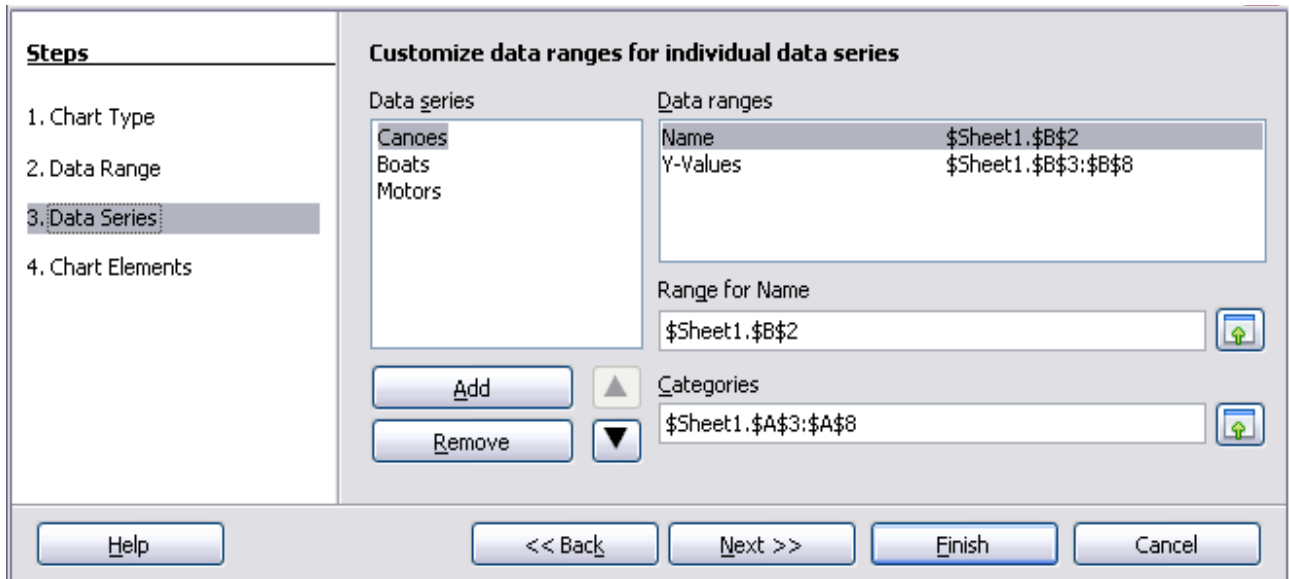 Steps
1. Chart Type
2. Data Range
3. Data Series
4. Chart Elements
Customize data ranges for individual data series
Data series
Canoes
Boats
Motors
Add
Remove
Data ranges
Name $Sheet1.$B$2
Y-Values $Sheet1.$B$3:$B$8
Range for Name
$Sheet1.$B$2
Categories
$Sheet1.$A$3:$A$8
Help
<< Back
Next >>
Finish
Cancel